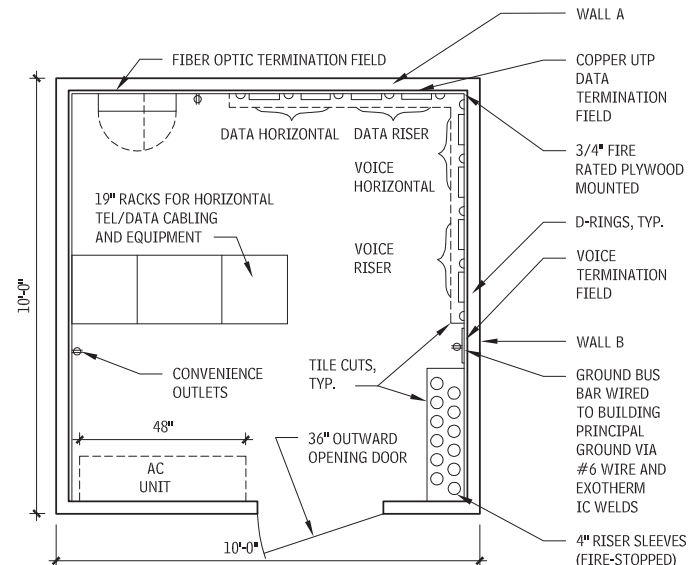 WALL A
FIBER OPTIC TERMINATION FIELD
COPPER UTP
DATA
TERMINATION
FIELD
DATA HORIZONTAL
DATA RISER
3/4" FIRE
RATED PLYWOOD
MOUNTED
VOICE
HORIZONTAL
19" RACKS FOR HORIZONTAL
TEL/DATA CABLING
AND EQUIPMENT
D-RINGS, TYP.
VOICE
RISER
VOICE
TERMINATION
FIELD
10'-0"
WALL B
CONVENIENCE
OUTLETS
TILE CUTS,
TYP.
GROUND BUS
BAR WIRED
TO BUILDING
PRINCIPAL
GROUND VIA
#6 WIRE AND
EXOTHERM
IC WELDS
48"
36" OUTWARD
OPENING DOOR
AC
UNIT
4" RISER SLEEVES
(FIRE-STOPPED)
10'-0"